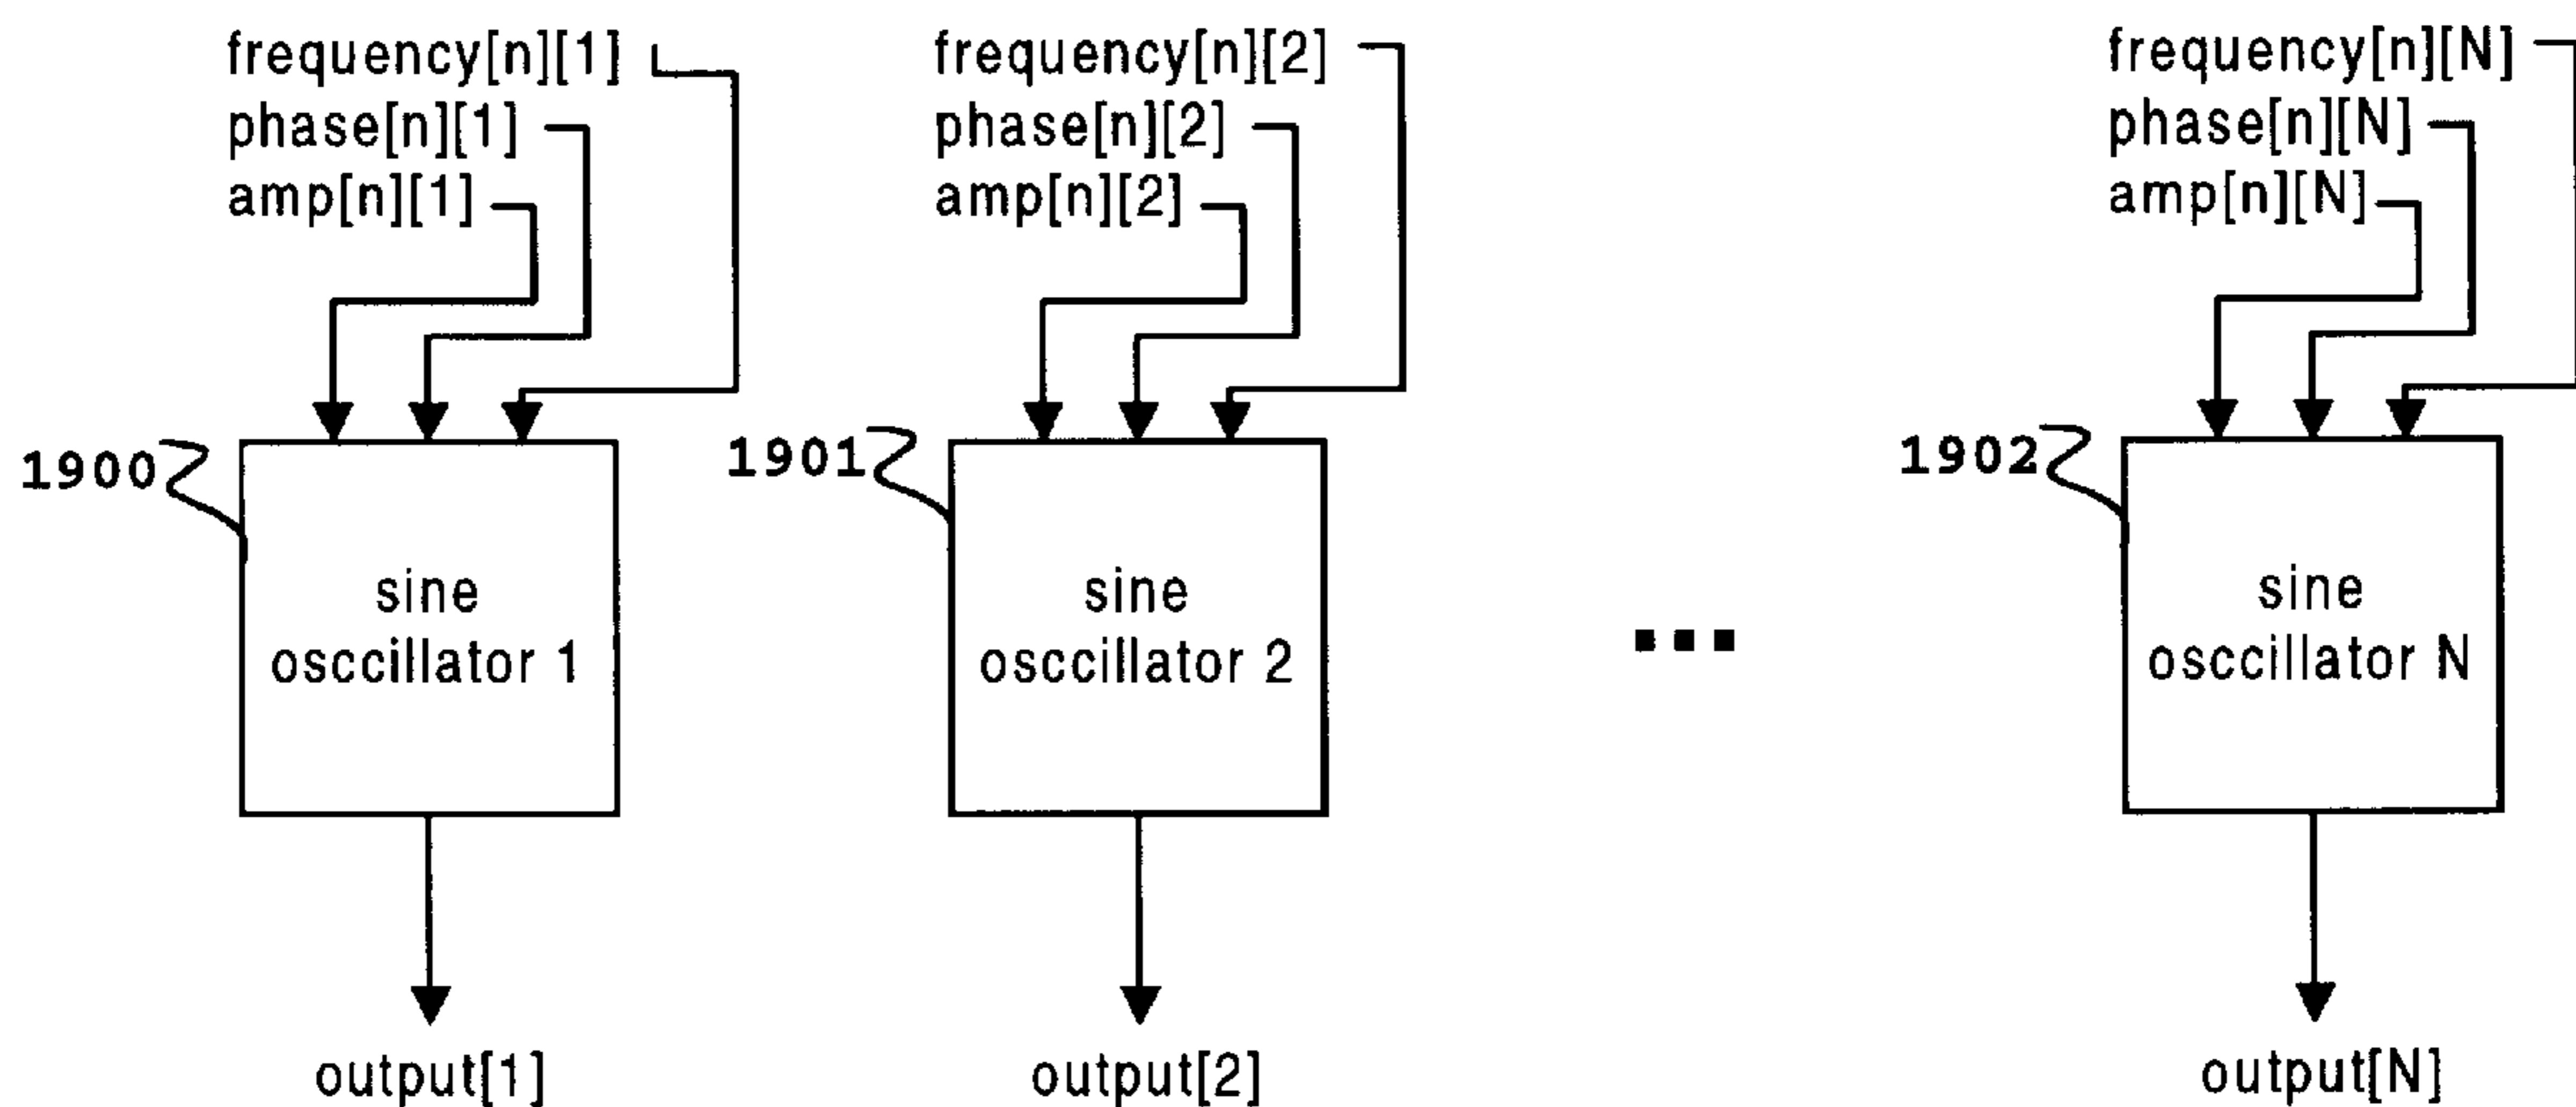 frequency[n][1]
phase[n][1]
amp[n][1]
frequency[n][2]
phase[n][2]
amp[n][2]
frequency[n][N]
phase[n][N]
amp[n][N]
1900
sine
osccillator 1
1901
sine
osccillator 2
...
1902
sine
osccillator N
output[1]
output[2]
output[N]